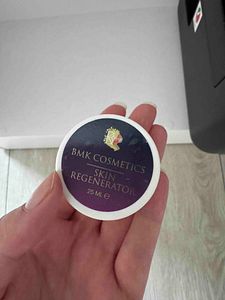 BMK COSMETICS
SKIN
REGENERATOR
25 ML ℮